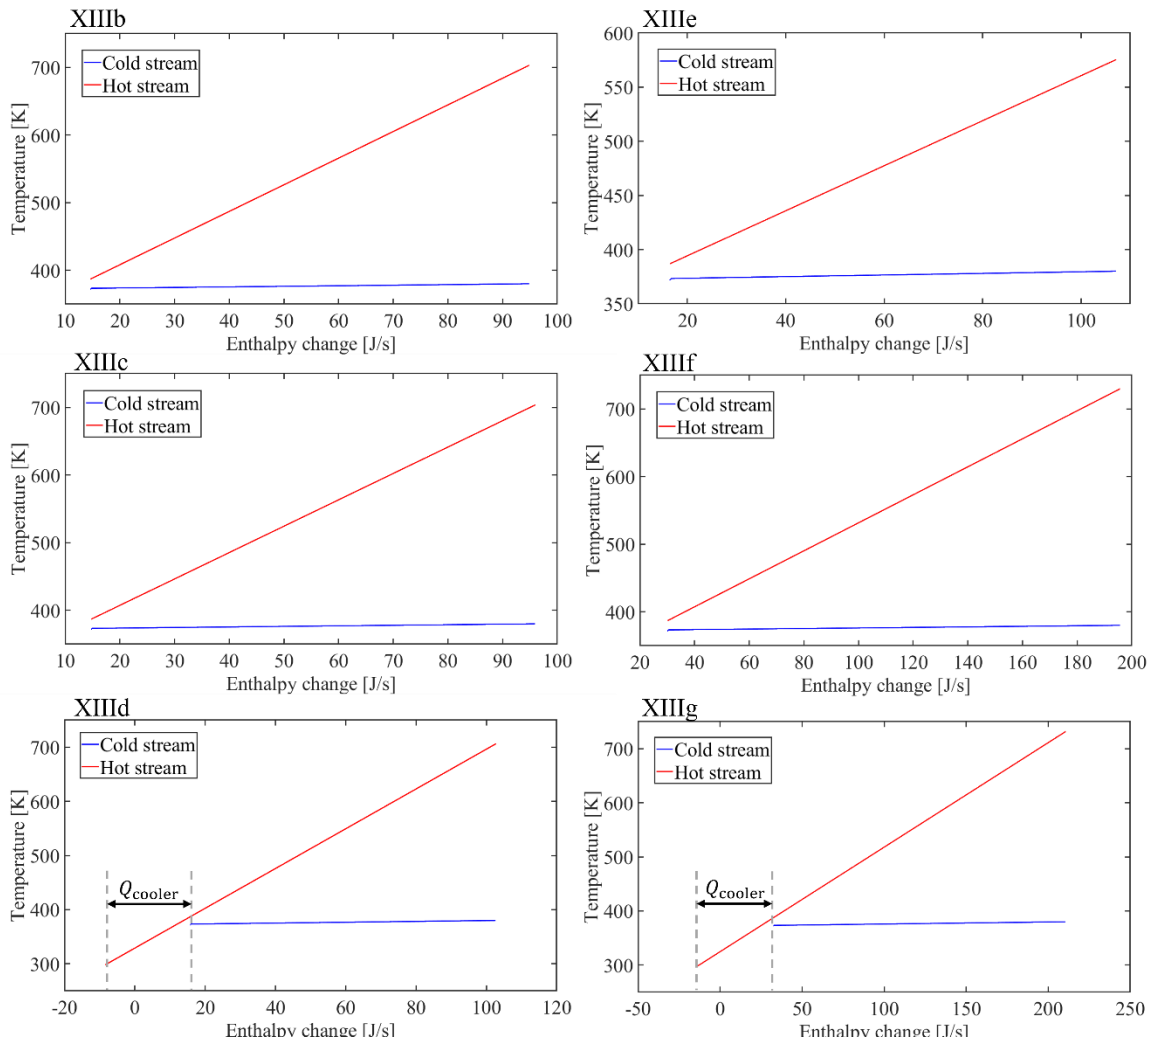 XIIIb
Temperature [K]
700
600
500
400
Cold stream
Hot stream
10 20 30 40 50 60 70 80 90 100
Enthalpy change [J/s]
XIIIe
Temperature [K]
600
550
500
450
400
350
Cold stream
Hot stream
20 40 60 80 100
Enthalpy change [J/s]
XIIIc
Temperature [K]
700
600
500
400
Cold stream
Hot stream
10 20 30 40 50 60 70 80 90 100
Enthalpy change [J/s]
XIIIf
Temperature [K]
700
600
500
400
Cold stream
Hot stream
20 40 60 80 100 120 140 160 180 200
Enthalpy change [J/s]
XIIId
Temperature [K]
700
600
500
400
300
Cold stream
Hot stream
Qcooler
-20 0 20 40 60 80 100 120
Enthalpy change [J/s]
XIIIg
Temperature [K]
700
600
500
400
300
Cold stream
Hot stream
Qcooler
-50 0 50 100 150 200 250
Enthalpy change [J/s]